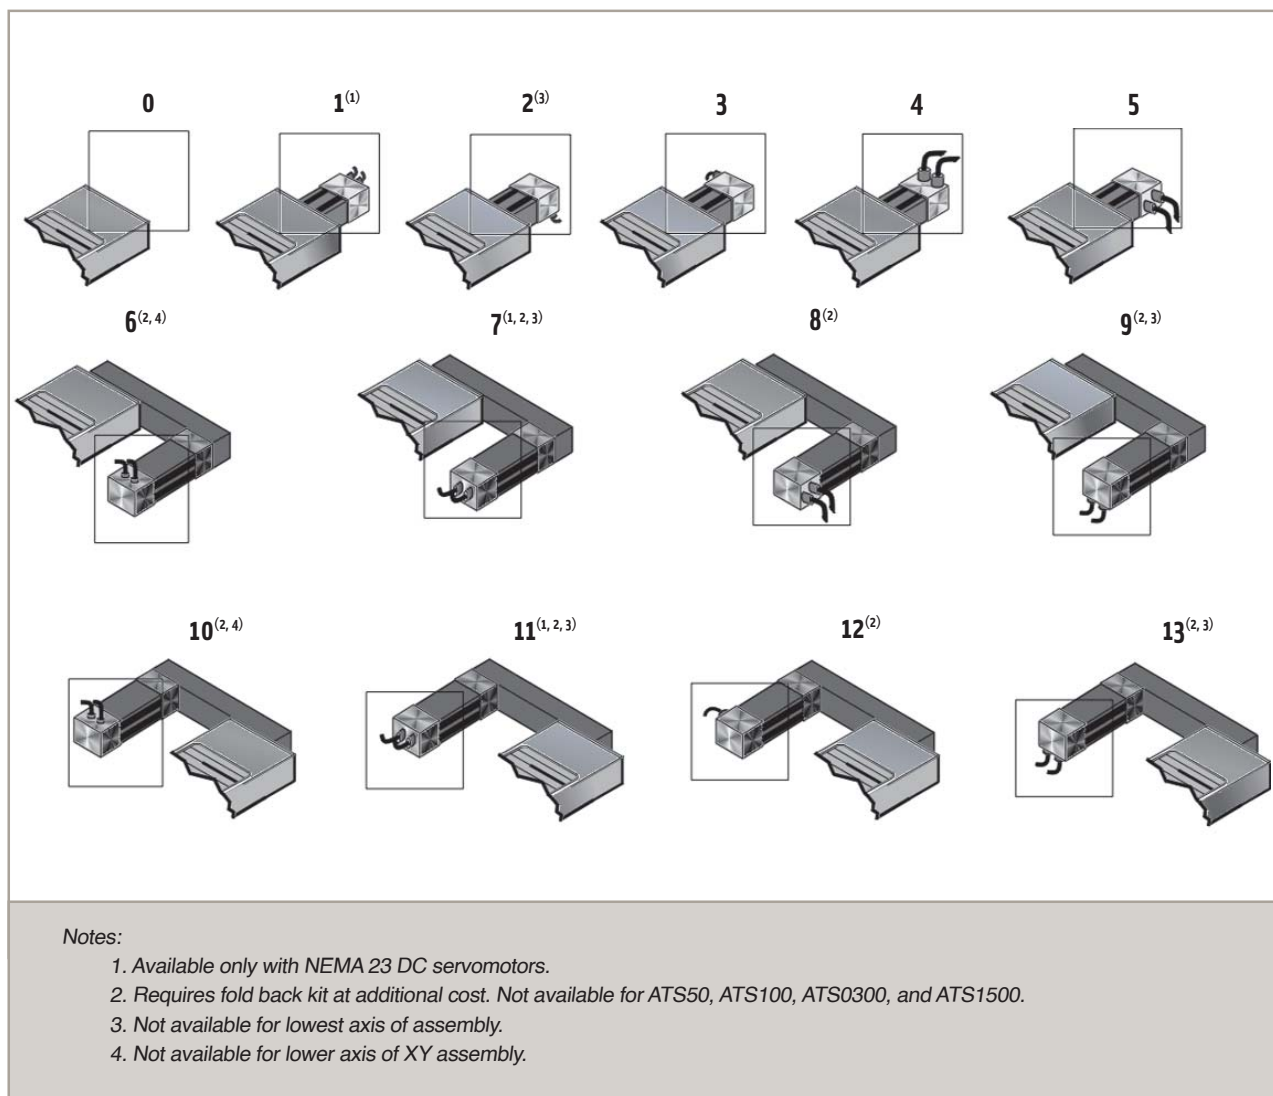 0 1(1) 2(3) 3 4 5
6(2, 4) 7(1, 2, 3) 8(2) 9(2, 3)
10(2, 4) 11(1, 2, 3) 12(2) 13(2, 3)
Notes:
1. Available only with NEMA 23 DC servomotors.
2. Requires fold back kit at additional cost. Not available for ATS50, ATS100, ATS0300, and ATS1500.
3. Not available for lowest axis of assembly.
4. Not available for lower axis of XY assembly.